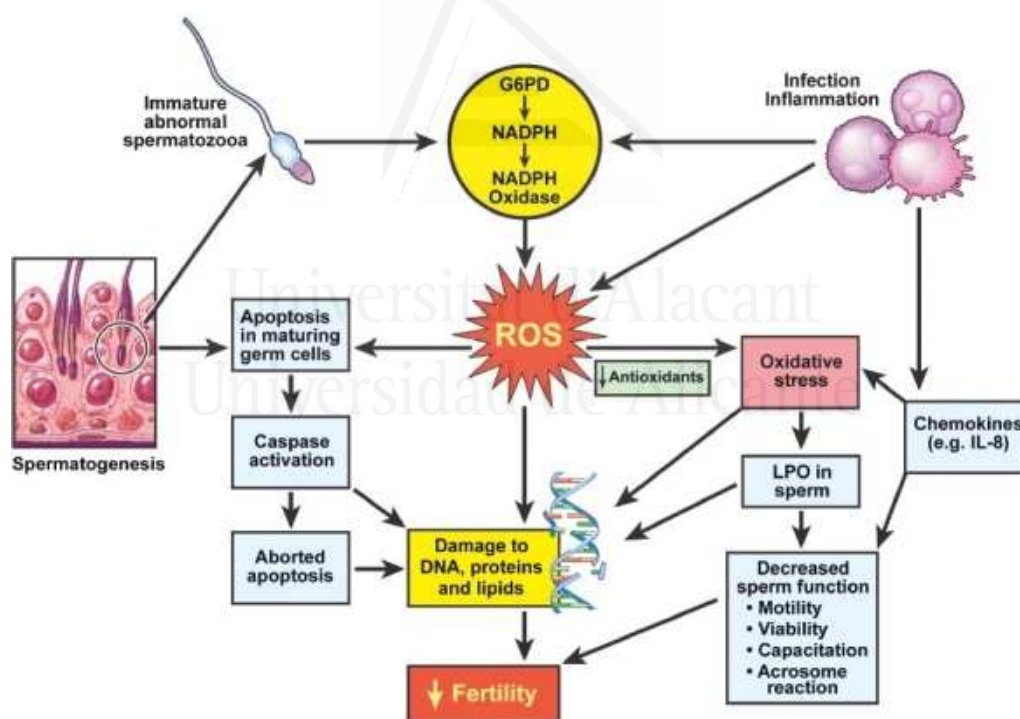 Immature
abnormal
spermatozooa
G6PD
NADPH
NADPH
Oxidase
Infection
Inflammation
Universitat d'Alacant
Universidad de Alicante
Spermatogenesis
Apoptosis
in maturing
germ cells
ROS
↓ Antioxidants
Oxidative
stress
Chemokines
(e.g. IL-8)
Caspase
activation
LPO in
sperm
Aborted
apoptosis
Damage to
DNA, proteins
and lipids
Decreased
sperm function
• Motility
• Viability
• Capacitation
• Acrosome
reaction
↓ Fertility